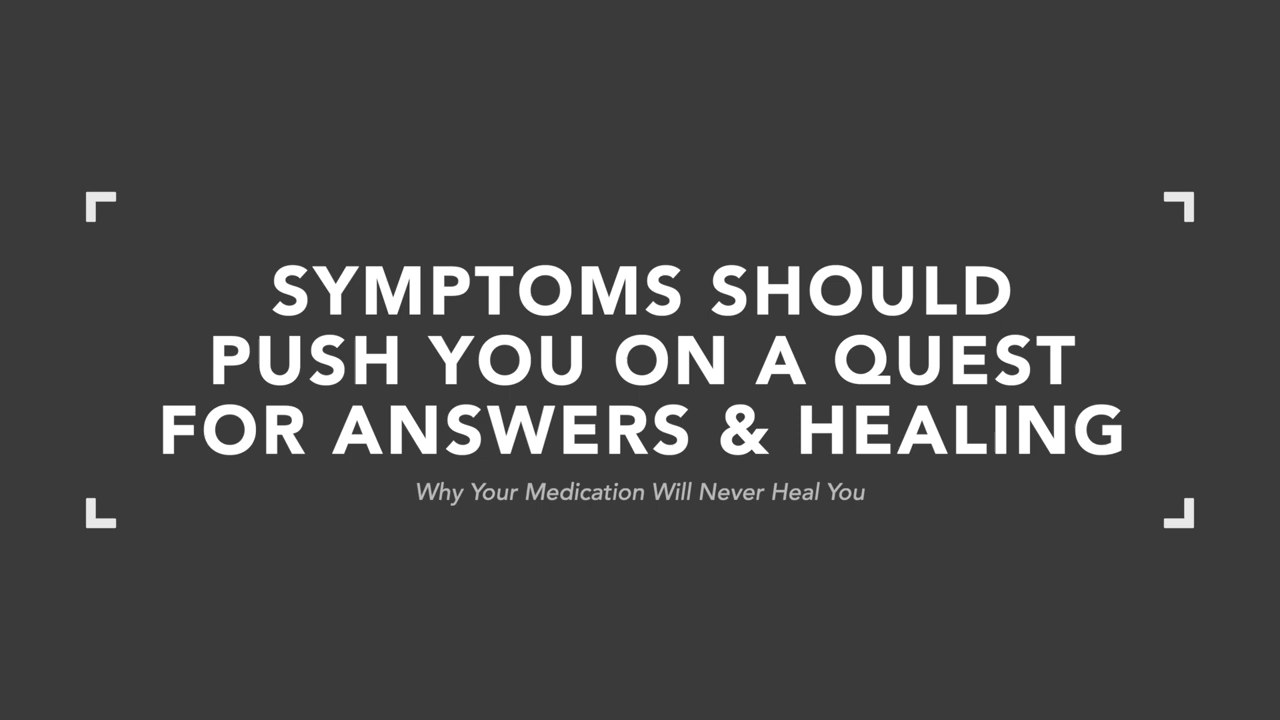 SYMPTOMS SHOULD
PUSH YOU ON A QUEST
FOR ANSWERS & HEALING
Why Your Medication Will Never Heal You